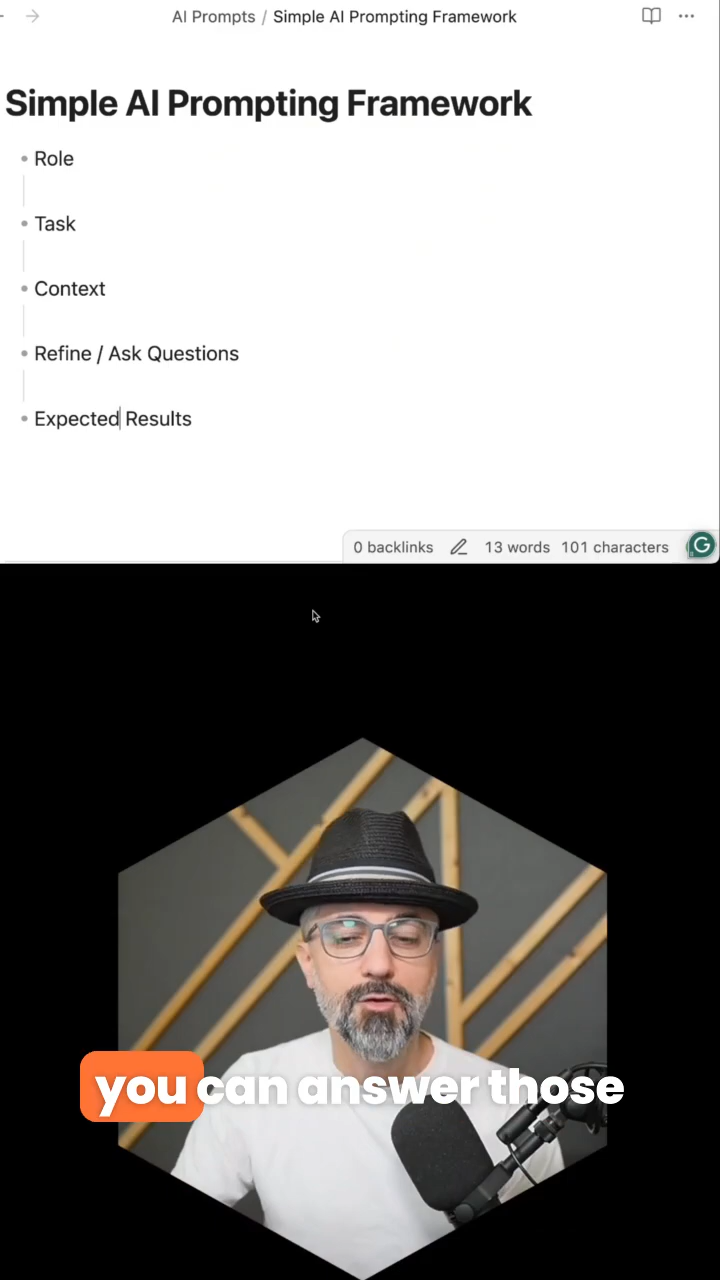 AI Prompts / Simple AI Prompting Framework
Simple AI Prompting Framework
Role
Task
Context
Refine / Ask Questions
Expected Results
0 backlinks 13 words 101 characters
you can answer those